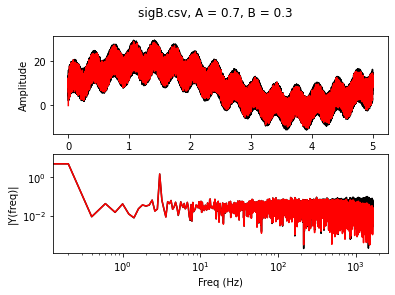 sigB.csv, A = 0.7, B = 0.3
Amplitude
20
0
0 1 2 3 4 5
|Y(freq)|
10⁰
10⁻²
10⁰ 10¹ 10² 10³
Freq (Hz)